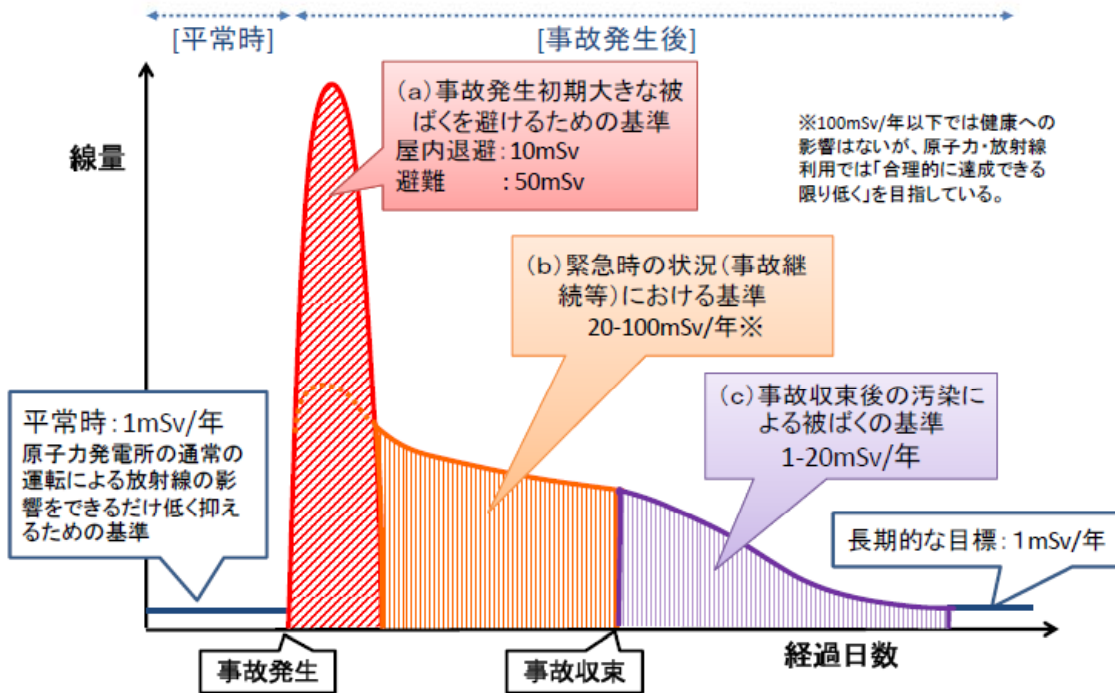 [平常時]
[事故発生後]
(a)事故発生初期大きな被
ばくを避けるための基準
屋内退避:10mSv
避難 :50mSv
※100mSv/年以下では健康への
影響はないが、原子力・放射線
利用では「合理的に達成できる
限り低く」を目指している。
線量
(b)緊急時の状況(事故継
続等)における基準
20-100mSv/年※
平常時:1mSv/年
原子力発電所の通常の
運転による放射線の影
響をできるだけ低く抑え
るための基準
(c)事故収束後の汚染に
よる被ばくの基準
1-20mSv/年
長期的な目標:1mSv/年
事故発生
事故収束
経過日数